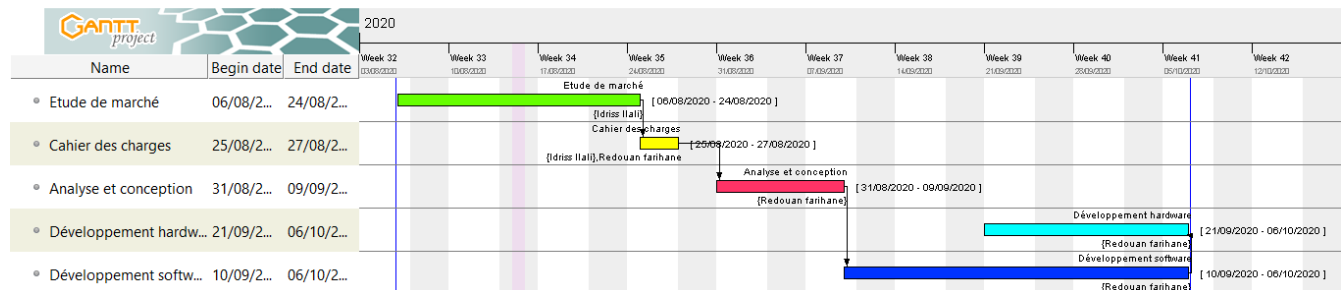 GANTT
project
2020
Name Begin date End date
Week 32 Week 33 Week 34 Week 35 Week 36 Week 37 Week 38 Week 39 Week 40 Week 41 Week 42
03/08/2020 10/08/2020 17/08/2020 24/08/2020 31/08/2020 07/09/2020 14/09/2020 21/09/2020 28/09/2020 05/10/2020 12/10/2020
Etude de marché 06/08/2... 24/08/2...
Etude de marché
[ 06/08/2020 - 24/08/2020 ]
{Idriss Ilali}
Cahier des charges 25/08/2... 27/08/2...
Cahier des charges
[ 25/08/2020 - 27/08/2020 ]
{Idriss Ilali},Redouan farihane
Analyse et conception 31/08/2... 09/09/2...
Analyse et conception
[ 31/08/2020 - 09/09/2020 ]
{Redouan farihane}
Développement hardw... 21/09/2... 06/10/2...
Développement hardware
[ 21/09/2020 - 06/10/2020 ]
{Redouan farihane}
Développement softw... 10/09/2... 06/10/2...
Développement software
[ 10/09/2020 - 06/10/2020 ]
{Redouan farihane}